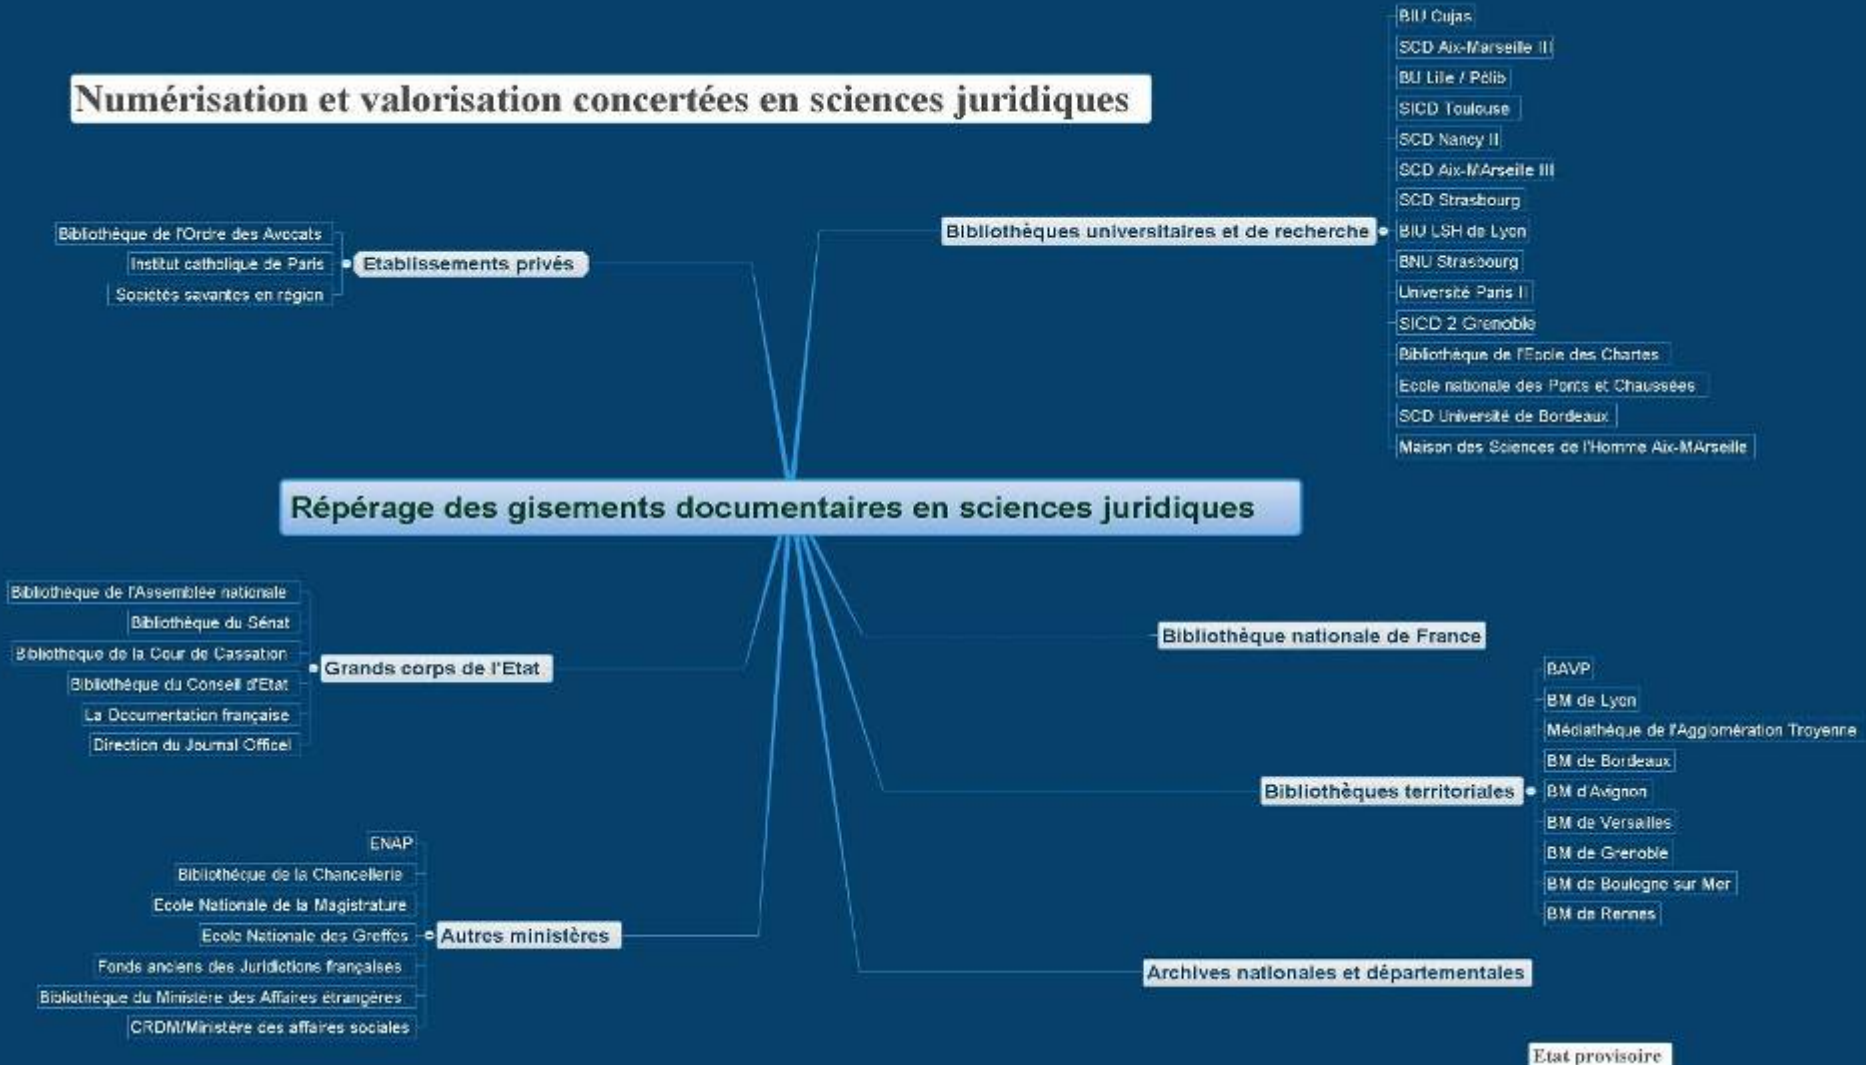 Numérisation et valorisation concertées en sciences juridiques
BIU Cujas
SCD Aix-Marseille III
BU Lille / Pôlib
SICD Toulouse
SCD Nancy II
SCD Aix-MArseille III
SCD Strasbourg
BIU LSH de Lyon
BNU Strasbourg
Université Paris II
SICD 2 Grenoble
Bibliothèque de l'Ecole des Chartes
Ecole nationale des Ponts et Chaussées
SCD Université de Bordeaux
Maison des Sciences de l'Homme Aix-MArseille
Bibliothèques universitaires et de recherche
Bibliothèque de l'Ordre des Avocats
Institut catholique de Paris
Sociétés savantes en région
Etablissements privés
Répérage des gisements documentaires en sciences juridiques
Bibliothèque de l'Assemblée nationale
Bibliothèque du Sénat
Bibliothèque de la Cour de Cassation
Bibliothèque du Conseil d'Etat
La Documentation française
Direction du Journal Officel
Grands corps de l'Etat
Bibliothèque nationale de France
BAVP
BM de Lyon
Médiathèque de l'Agglomération Troyenne
BM de Bordeaux
BM d'Avignon
BM de Versailles
BM de Grenoble
BM de Boulogne sur Mer
BM de Rennes
Bibliothèques territoriales
ENAP
Bibliothèque de la Chancellerie
Ecole Nationale de la Magistrature
Ecole Nationale des Greffes
Fonds anciens des Juridictions françaises
Bibliothèque du Ministère des Affaires étrangères
CRDM/Ministère des affaires sociales
Autres ministères
Archives nationales et départementales
Etat provisoire